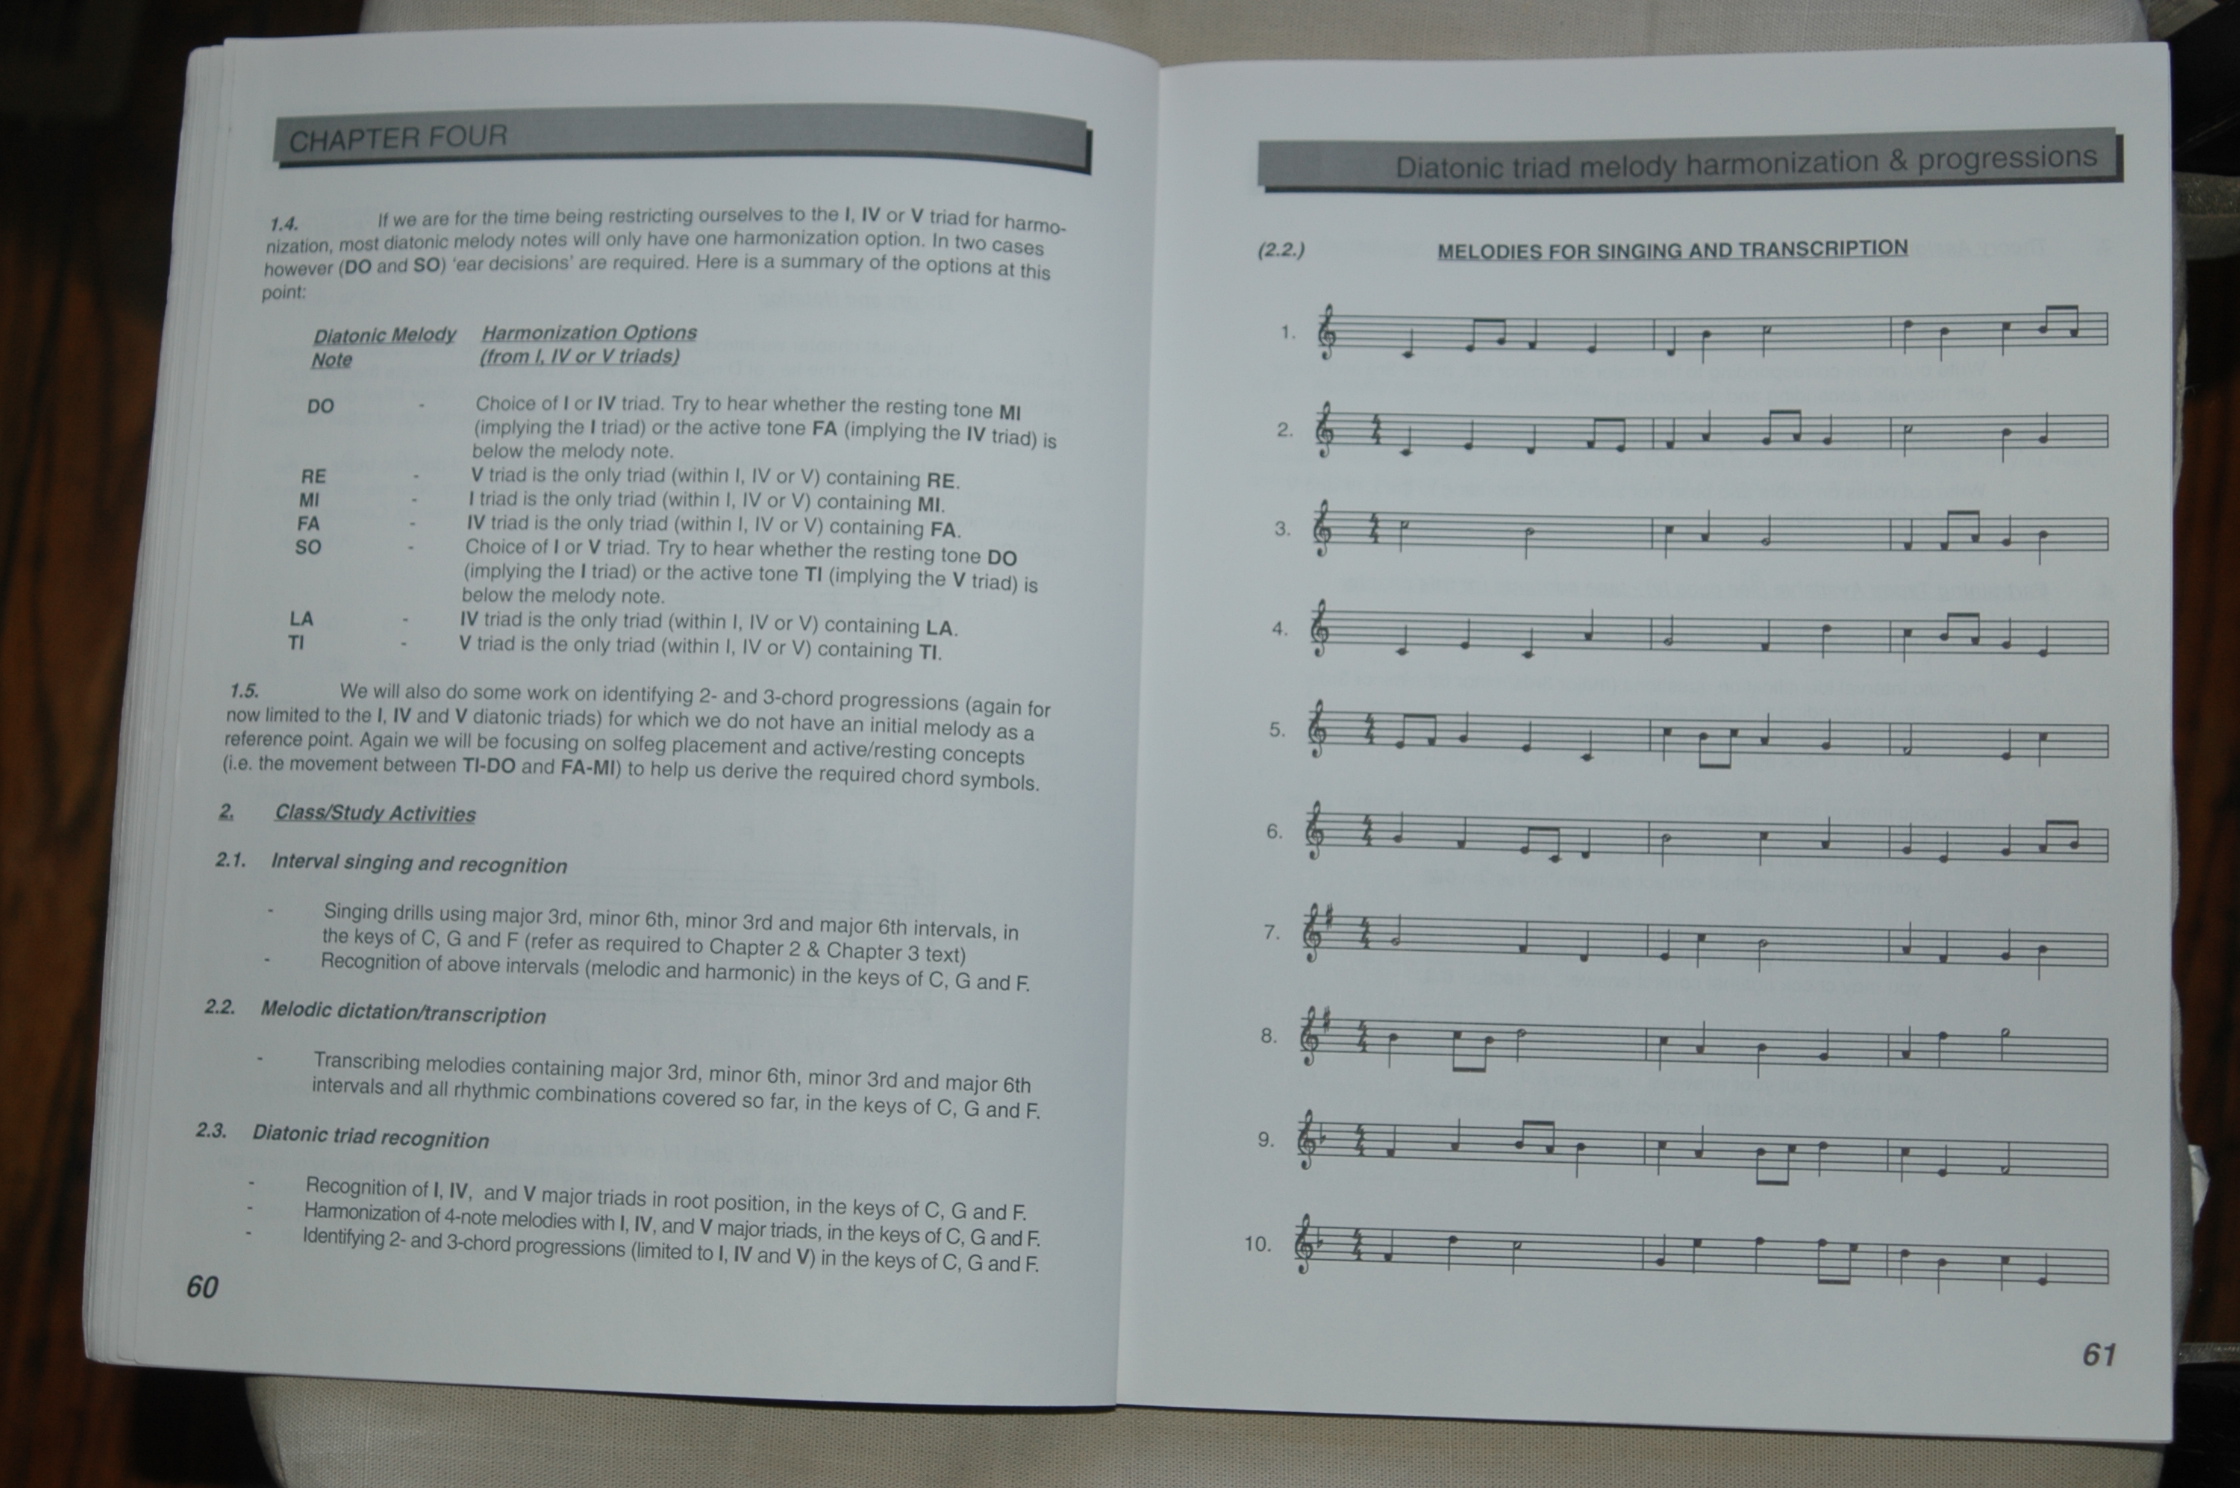 CHAPTER FOUR
1.4. If we are for the time being restricting ourselves to the I, IV or V triad for harmo-
nization, most diatonic melody notes will only have one harmonization option. In two cases
however (DO and SO) ‘ear decisions’ are required. Here is a summary of the options at this
point:
Diatonic Melody Harmonization Options
Note (from I, IV or V triads)
DO - Choice of I or IV triad. Try to hear whether the resting tone MI
(implying the I triad) or the active tone FA (implying the IV triad) is
below the melody note.
RE - V triad is the only triad (within I, IV or V) containing RE.
MI - I triad is the only triad (within I, IV or V) containing MI.
FA - IV triad is the only triad (within I, IV or V) containing FA.
SO - Choice of I or V triad. Try to hear whether the resting tone DO
(implying the I triad) or the active tone TI (implying the V triad) is
below the melody note.
LA - IV triad is the only triad (within I, IV or V) containing LA.
TI - V triad is the only triad (within I, IV or V) containing TI.
1.5. We will also do some work on identifying 2- and 3-chord progressions (again for
now limited to the I, IV and V diatonic triads) for which we do not have an initial melody as a
reference point. Again we will be focusing on solfeg placement and active/resting concepts
(i.e. the movement between TI-DO and FA-MI) to help us derive the required chord symbols.
2. Class/Study Activities
2.1. Interval singing and recognition
- Singing drills using major 3rd, minor 6th, minor 3rd and major 6th intervals, in
the keys of C, G and F (refer as required to Chapter 2 & Chapter 3 text)
- Recognition of above intervals (melodic and harmonic) in the keys of C, G and F.
2.2. Melodic dictation/transcription
- Transcribing melodies containing major 3rd, minor 6th, minor 3rd and major 6th
intervals and all rhythmic combinations covered so far, in the keys of C, G and F.
2.3. Diatonic triad recognition
- Recognition of I, IV, and V major triads in root position, in the keys of C, G and F.
- Harmonization of 4-note melodies with I, IV, and V major triads, in the keys of C, G and F.
- Identifying 2- and 3-chord progressions (limited to I, IV and V) in the keys of C, G and F.
60
Diatonic triad melody harmonization & progressions
(2.2.) MELODIES FOR SINGING AND TRANSCRIPTION
1.
2. 4 4
3. 4 4
4.
5. 4 4
6. 4 4
7. 4 4
8. 4 4
9. 4 4
10. 4 4
61